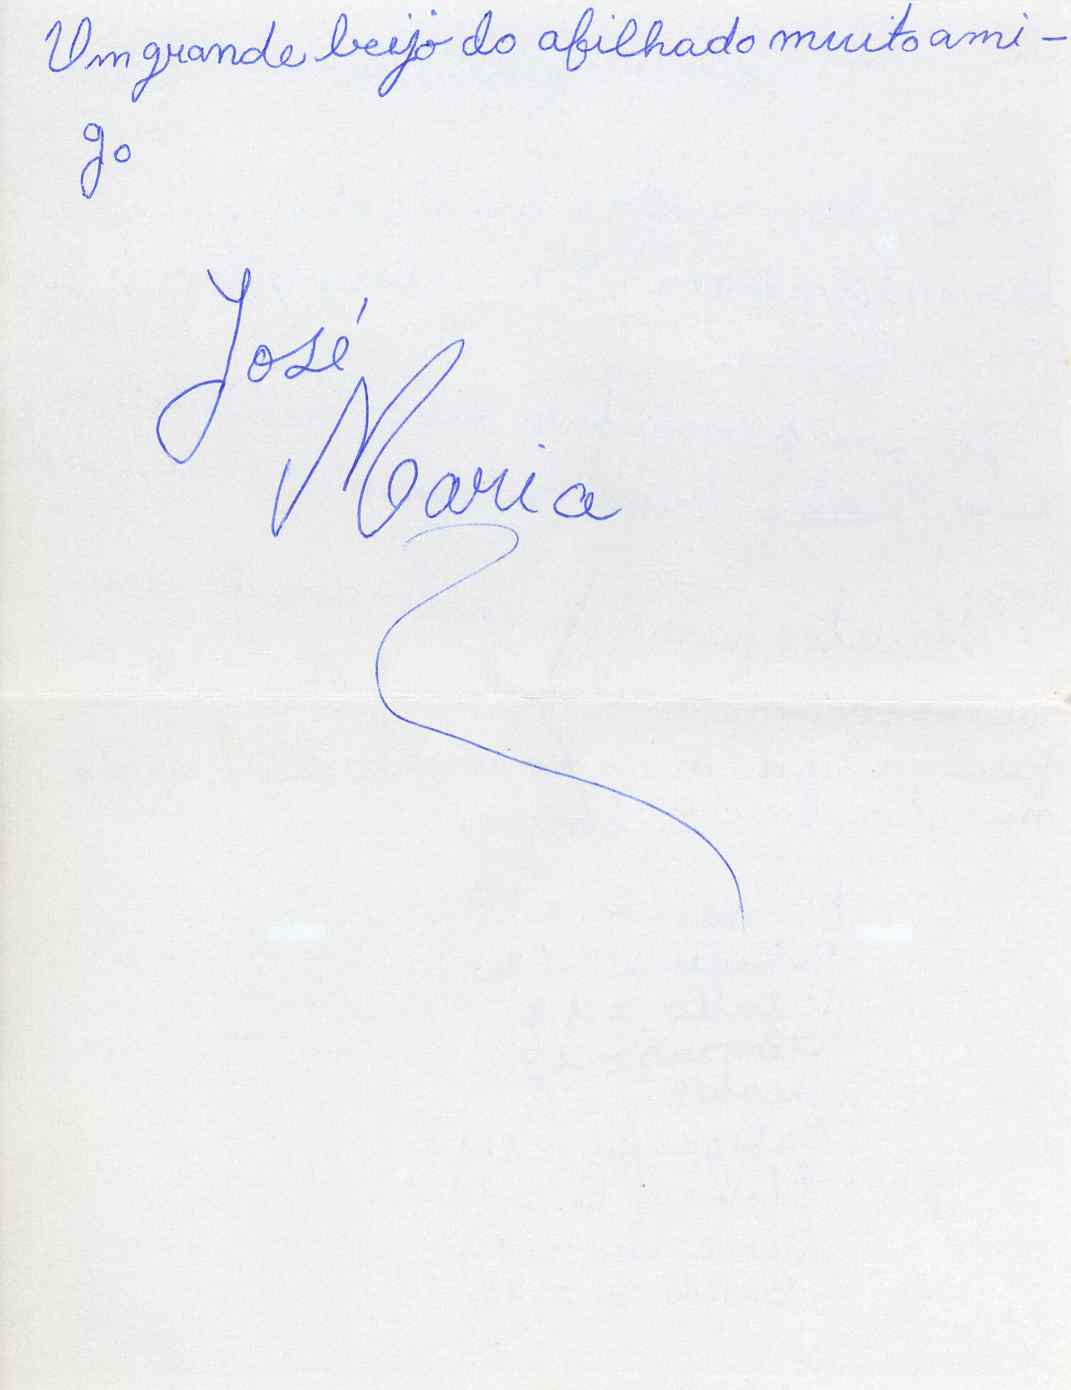 Um grande beijo do afilhado muito ami-
go
José
Maria